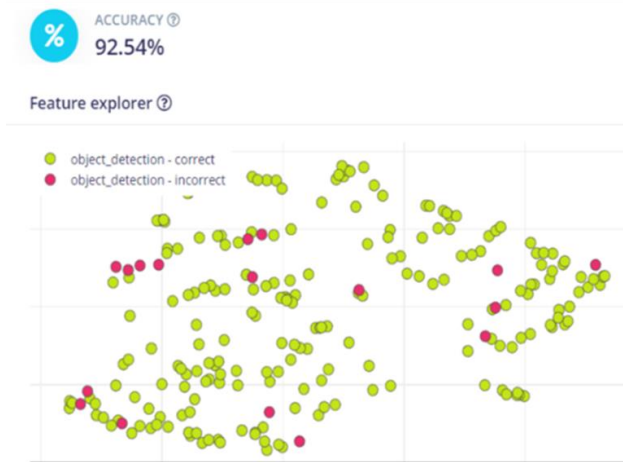 %
ACCURACY ?
92.54%
Feature explorer ?
object_detection - correct
object_detection - incorrect